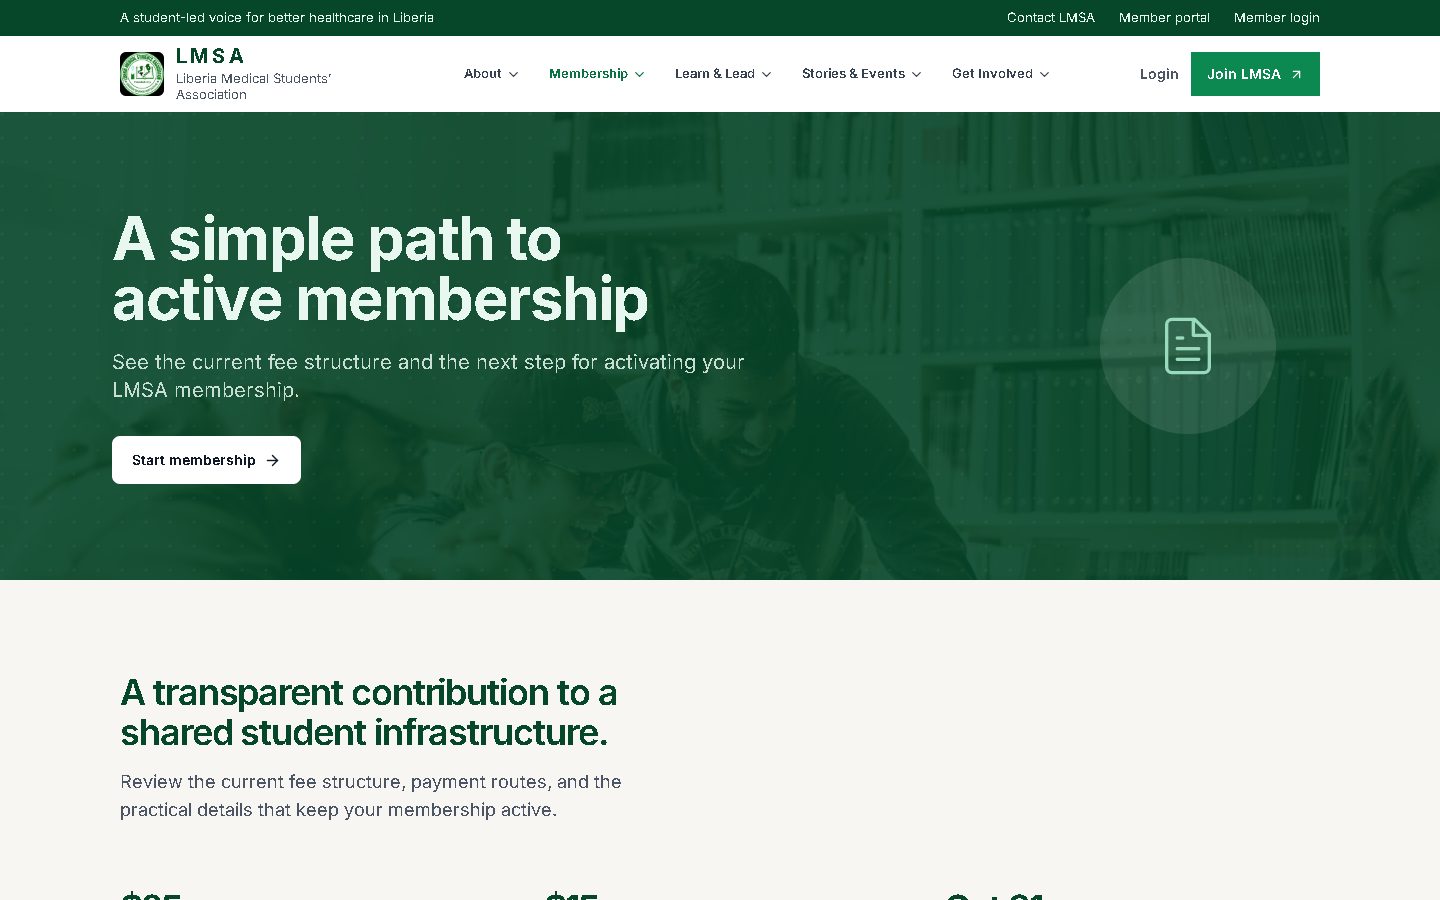 A student-led voice for better healthcare in Liberia
Contact LMSA Member portal Member login
LMSA
Liberia Medical Students'
Association
About Membership Learn & Lead Stories & Events Get Involved
Login Join LMSA
A simple path to
active membership
See the current fee structure and the next step for activating your
LMSA membership.
Start membership
A transparent contribution to a
shared student infrastructure.
Review the current fee structure, payment routes, and the
practical details that keep your membership active.